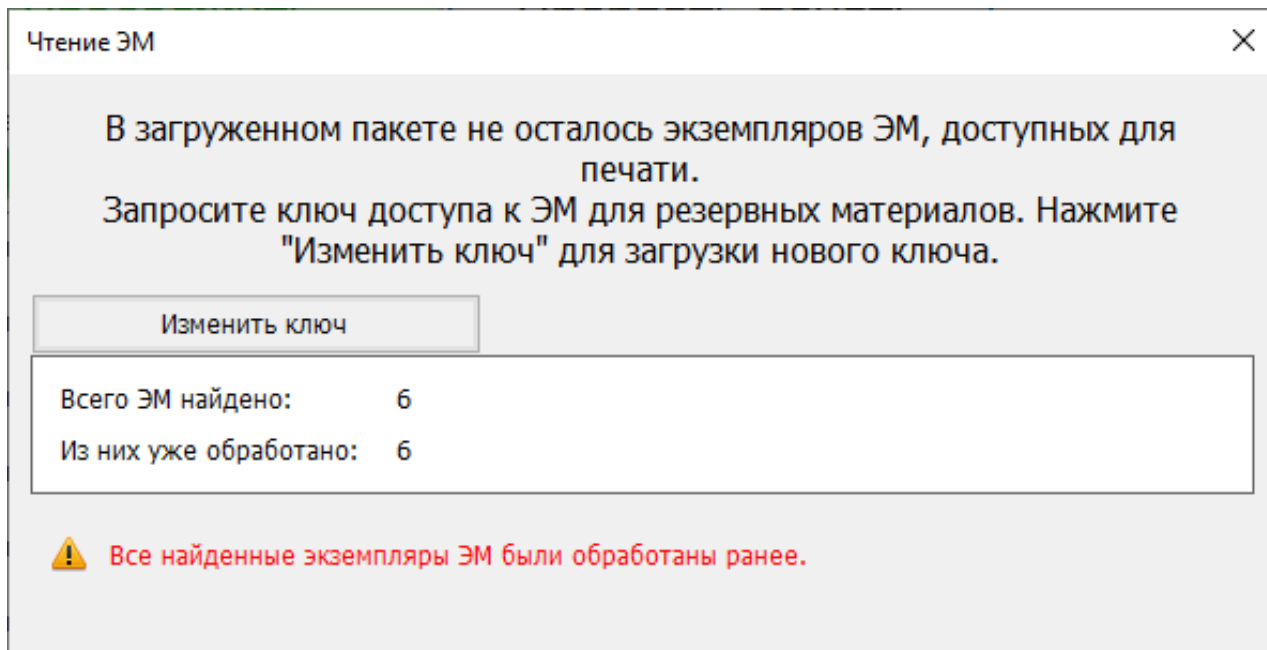 Чтение ЭМ
В загруженном пакете не осталось экземпляров ЭМ, доступных для
печати.
Запросите ключ доступа к ЭМ для резервных материалов. Нажмите
"Изменить ключ" для загрузки нового ключа.
Изменить ключ
Всего ЭМ найдено: 6
Из них уже обработано: 6
Все найденные экземпляры ЭМ были обработаны ранее.